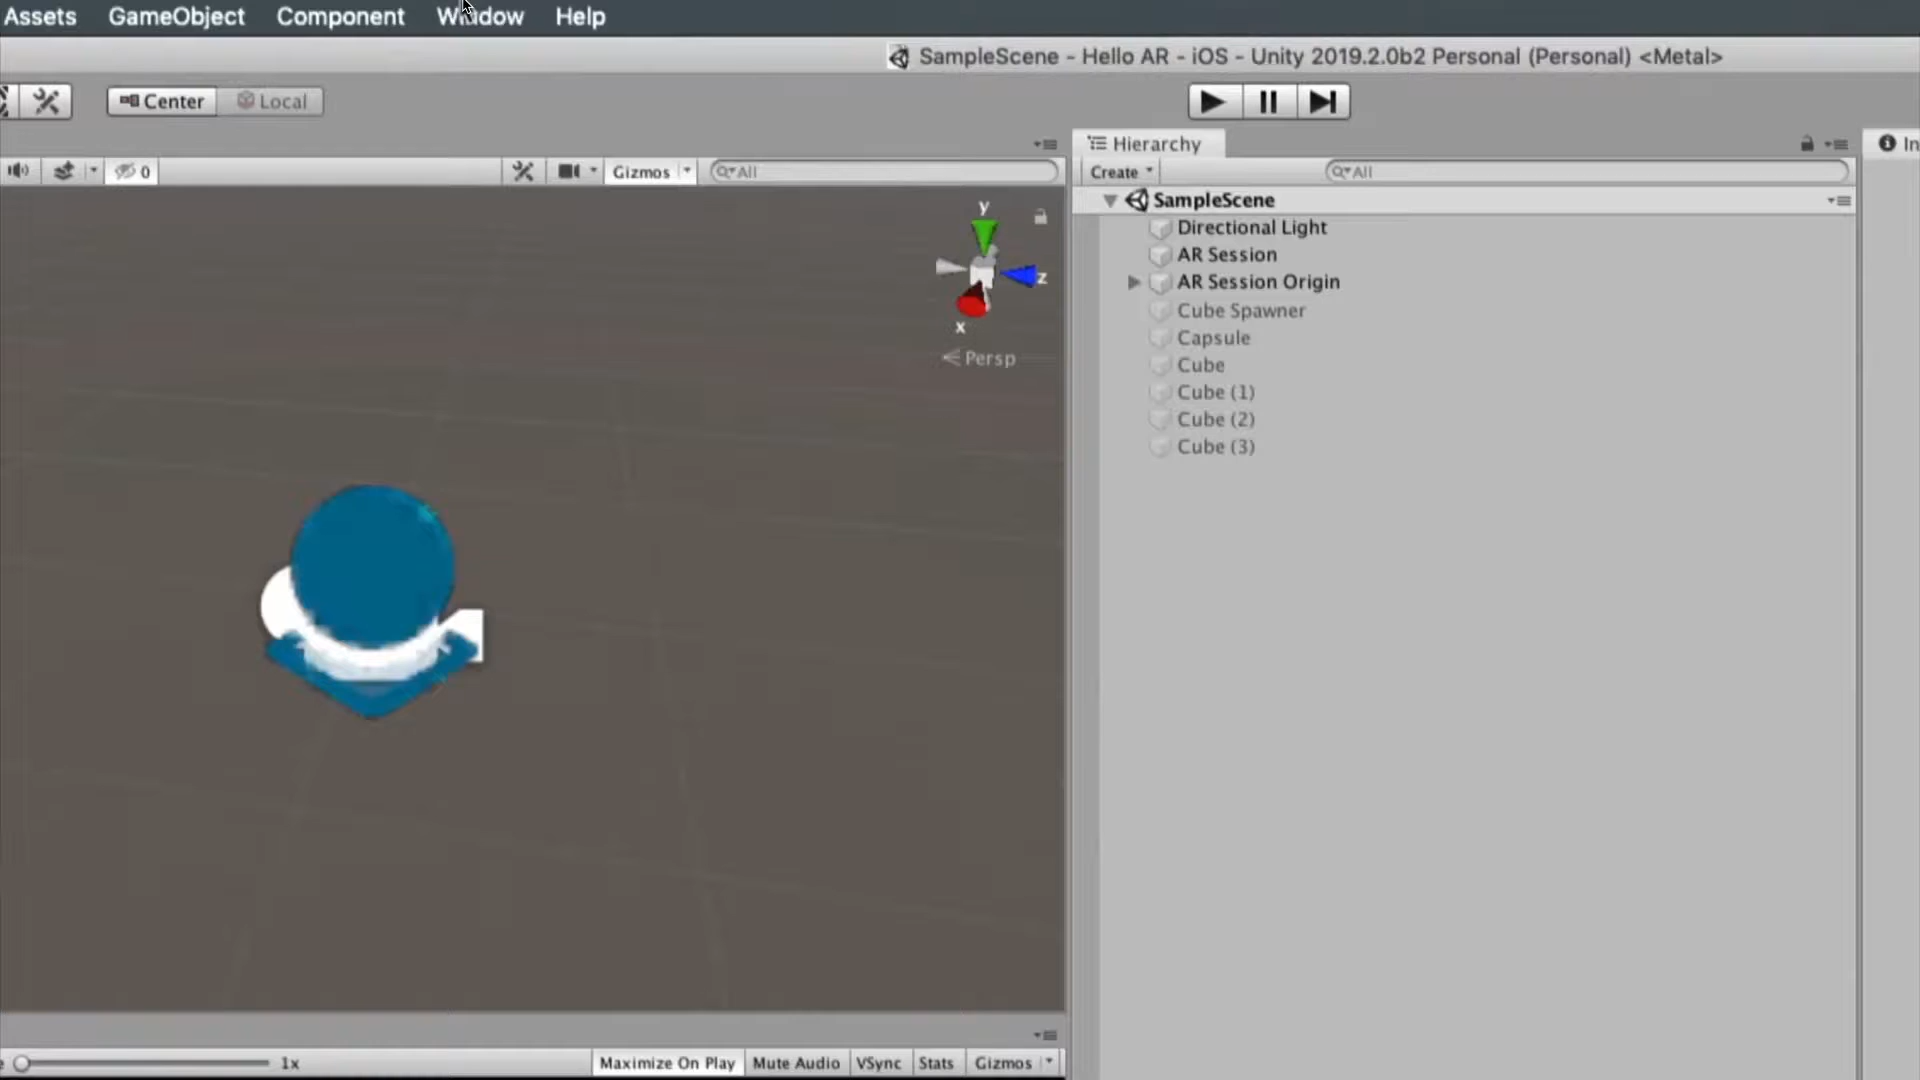 Assets GameObject Component Window Help
SampleScene - Hello AR - iOS - Unity 2019.2.0b2 Personal (Personal) <Metal>
Center Local
Hierarchy
0 Gizmos All Create All
SampleScene
y
Directional Light
AR Session
z
AR Session Origin
Cube Spawner
x
Capsule
Persp
Cube
Cube (1)
Cube (2)
Cube (3)
1x Maximize On Play Mute Audio VSync Stats Gizmos